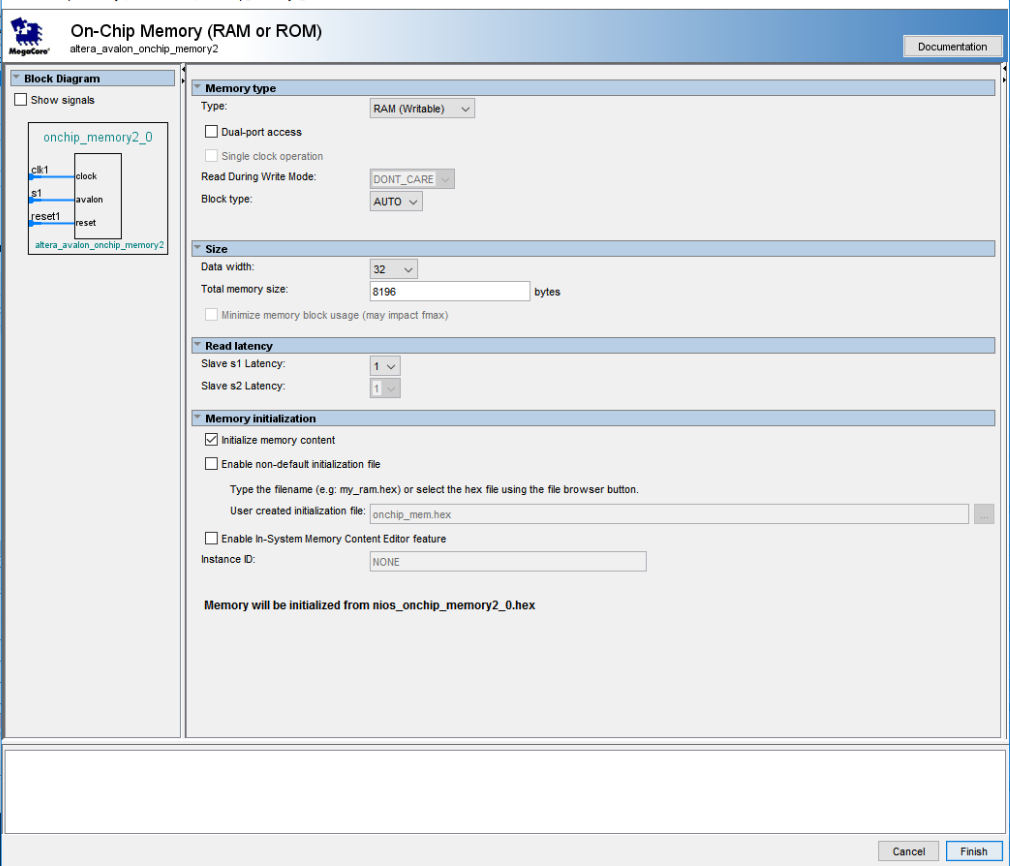 On-Chip Memory (RAM or ROM)
MegaCore'
altera_avalon_onchip_memory2
Documentation
Block Diagram
Show signals
onchip_memory2_0
clk1
clock
s1
avalon
reset1
reset
altera_avalon_onchip_memory2
Memory type
Type: RAM (Writable)
Dual-port access
Single clock operation
Read During Write Mode: DONT_CARE
Block type: AUTO
Size
Data width: 32
Total memory size: 8196 bytes
Minimize memory block usage (may impact fmax)
Read latency
Slave s1 Latency: 1
Slave s2 Latency: 1
Memory initialization
Initialize memory content
Enable non-default initialization file
Type the filename (e.g: my_ram.hex) or select the hex file using the file browser button.
User created initialization file: onchip_mem.hex ...
Enable In-System Memory Content Editor feature
Instance ID: NONE
Memory will be initialized from nios_onchip_memory2_0.hex
Cancel Finish